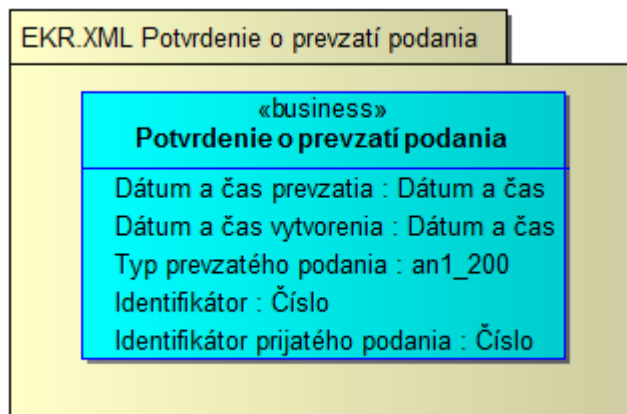 EKR.XML Potvrdenie o prevzatí podania
«business»
Potvrdenie o prevzatí podania
Dátum a čas prevzatia : Dátum a čas
Dátum a čas vytvorenia : Dátum a čas
Typ prevzatého podania : an1_200
Identifikátor : Číslo
Identifikátor prijatého podania : Číslo